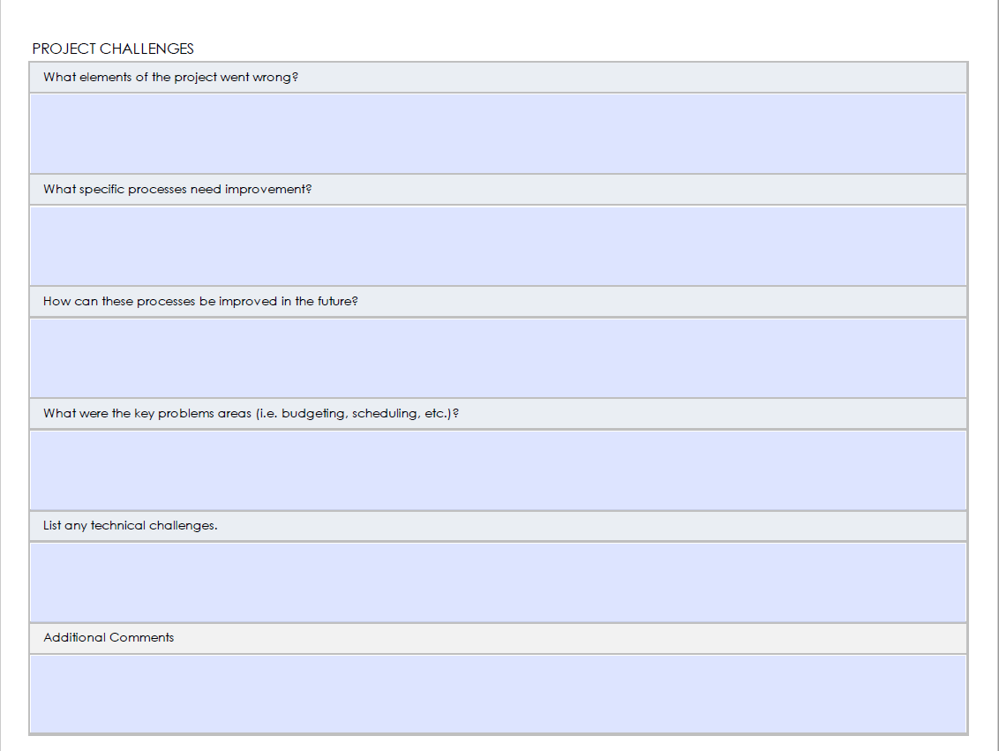 PROJECT CHALLENGES
What elements of the project went wrong?
What specific processes need improvement?
How can these processes be improved in the future?
What were the key problems areas (i.e. budgeting, scheduling, etc.)?
List any technical challenges.
Additional Comments